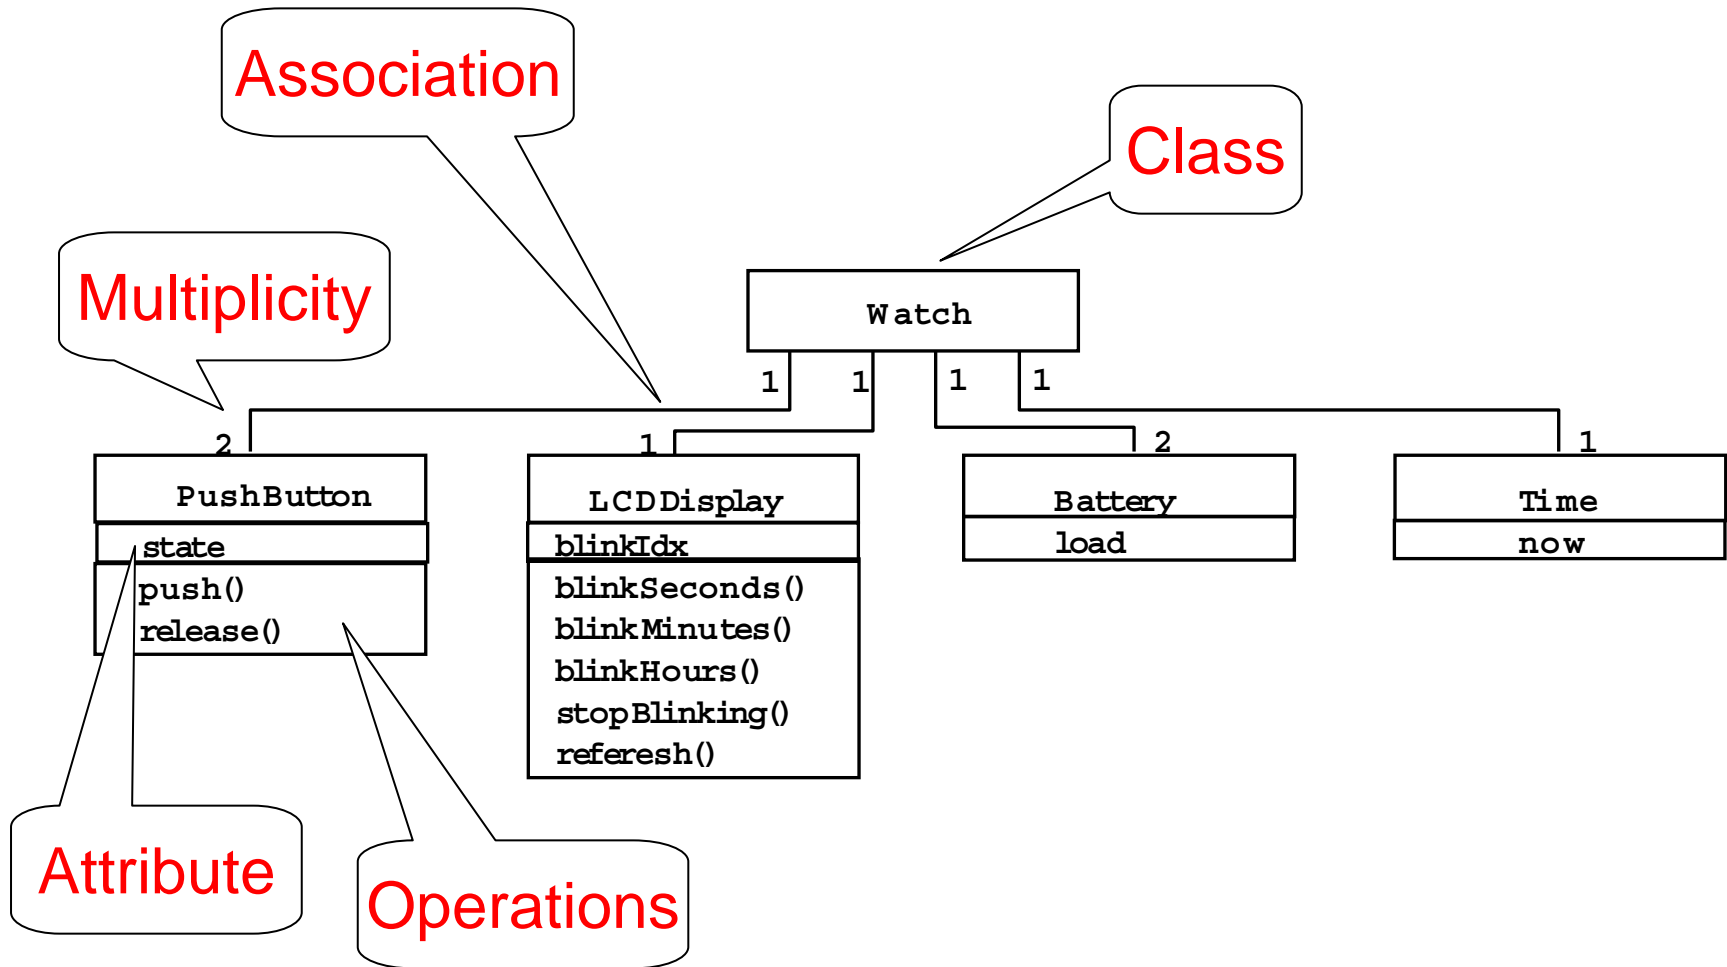 Association
Class
Multiplicity
Watch
1 1 1 1
2 1 2 1
PushButton
state
push()
release()
LCDDisplay
blinkIdx
blinkSeconds()
blinkMinutes()
blinkHours()
stopBlinking()
referesh()
Battery
load
Time
now
Attribute
Operations